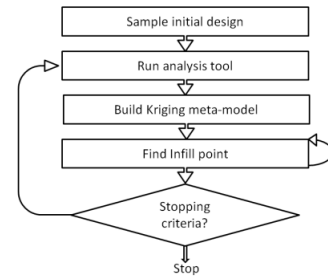 Sample initial design
Run analysis tool
Build Kriging meta-model
Find Infill point
Stopping
criteria?
Stop